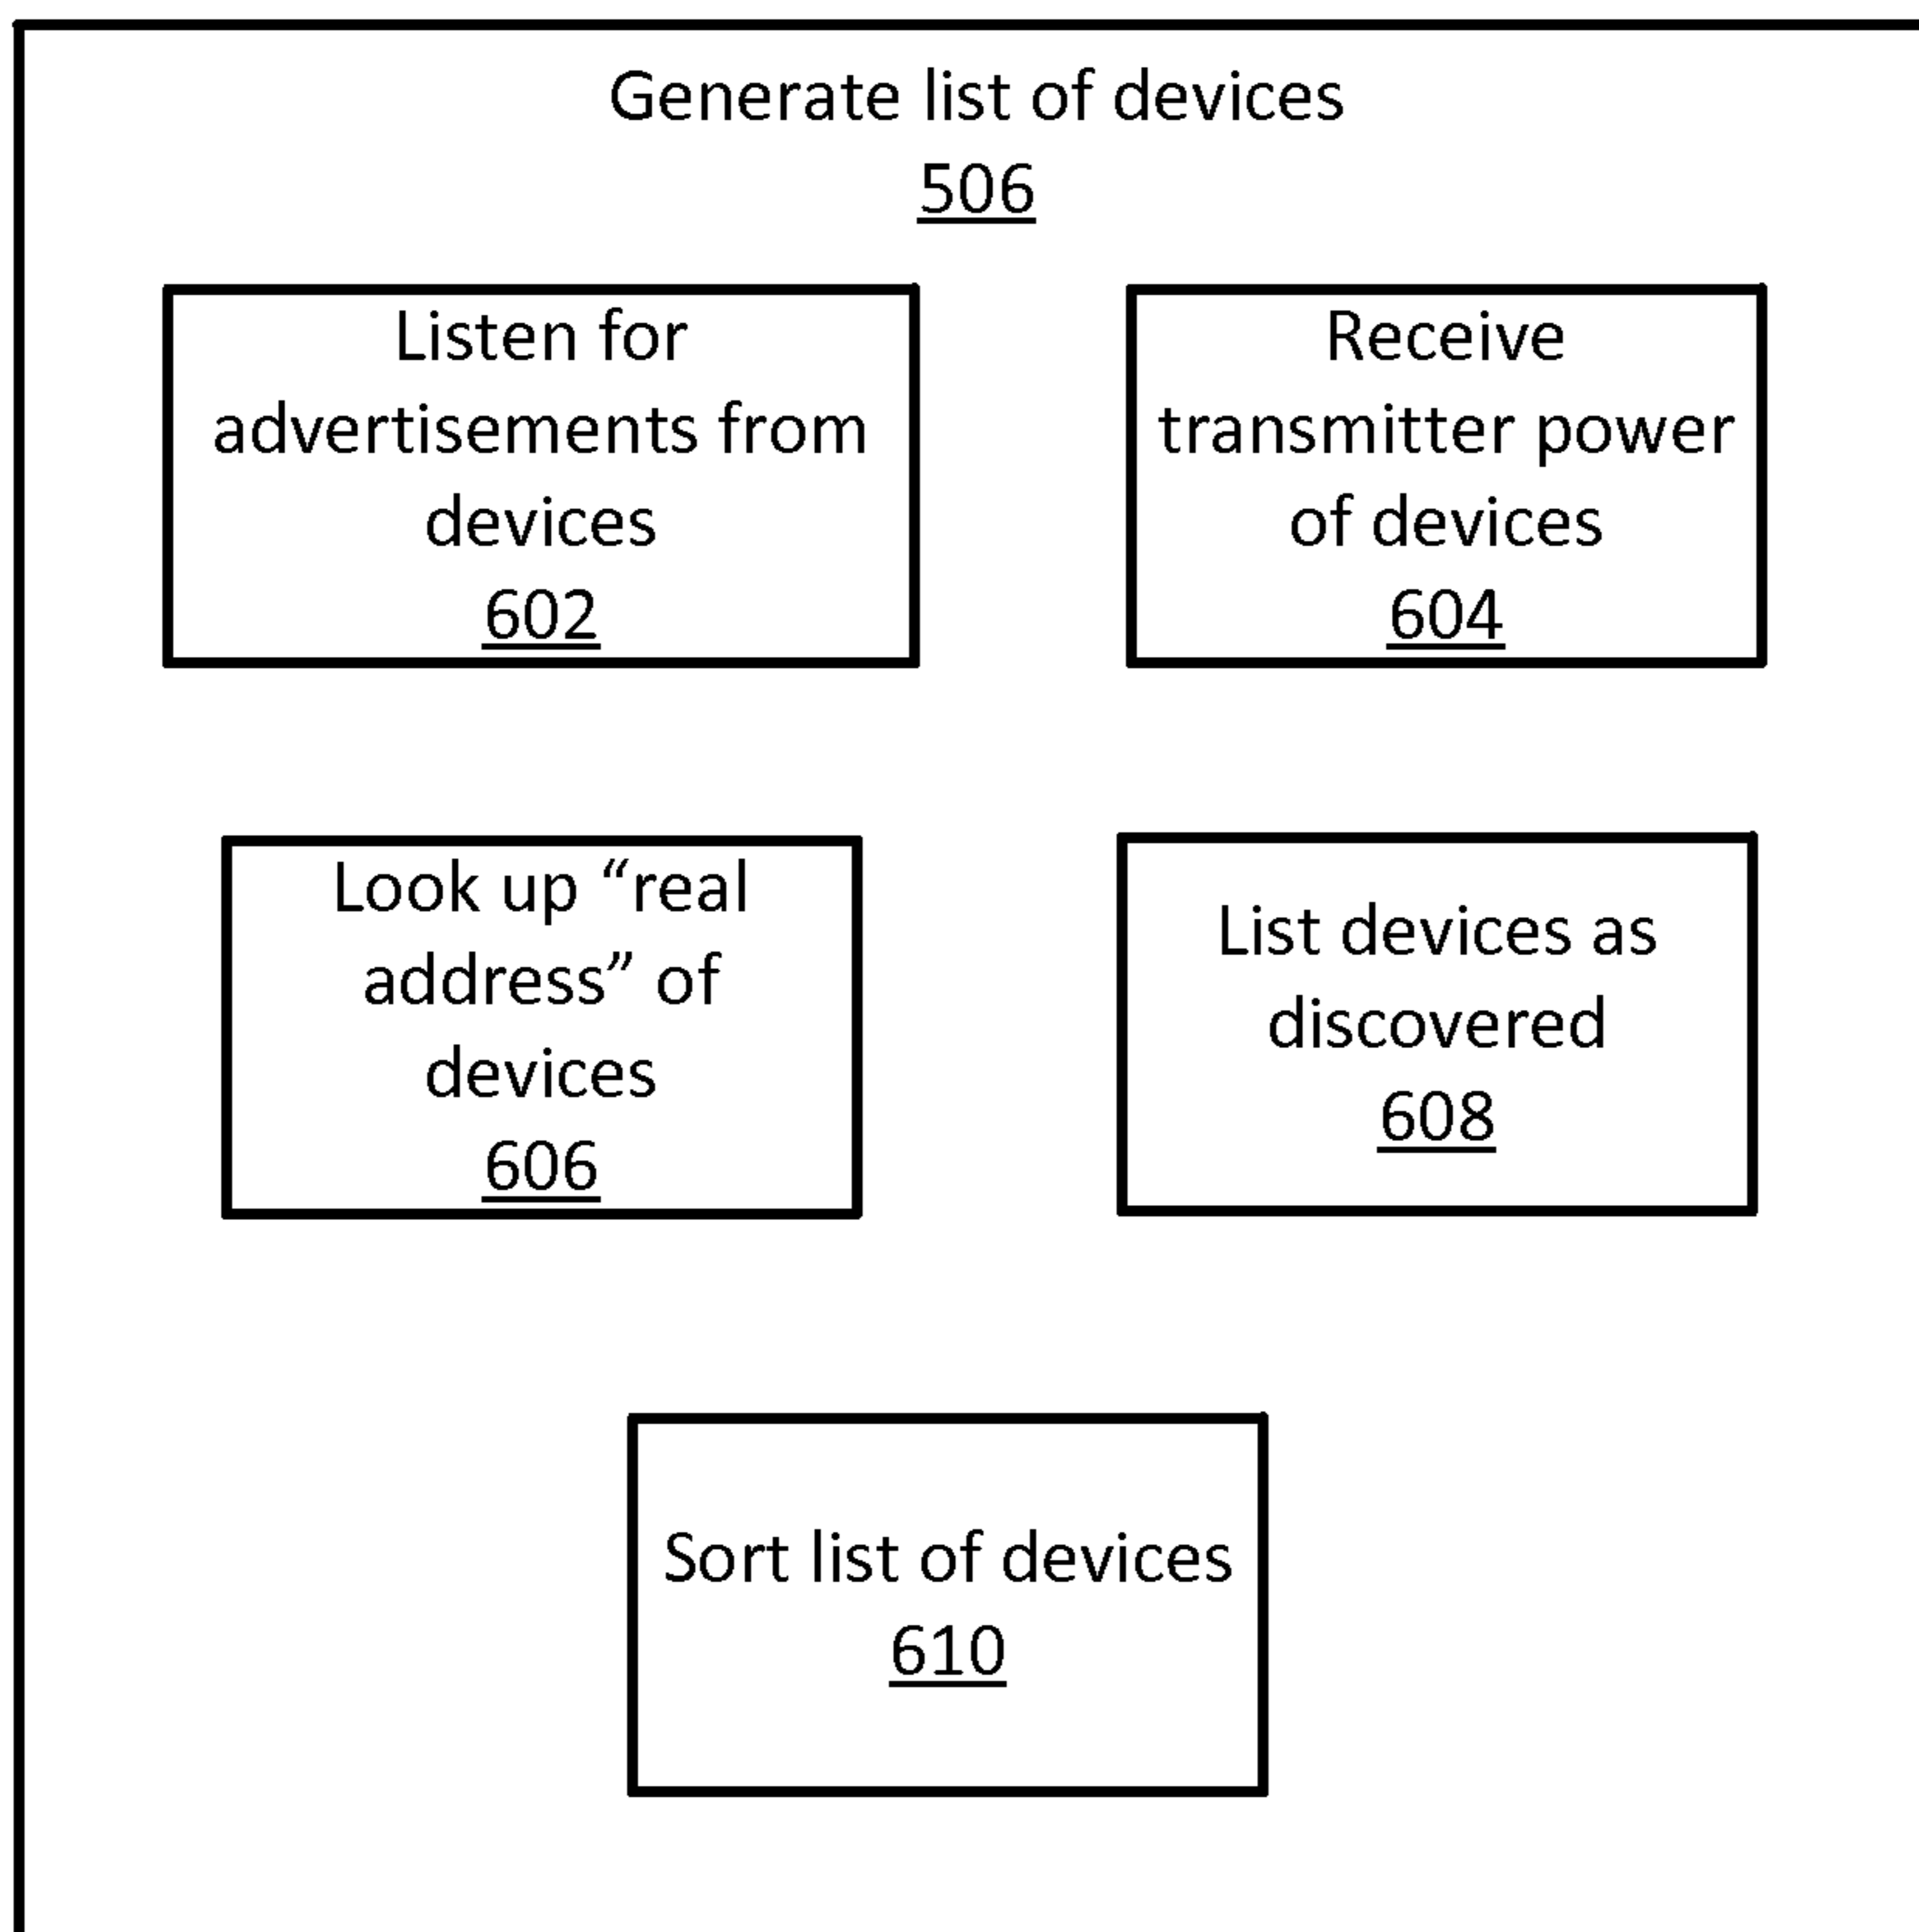 Generate list of devices
506
Listen for
advertisements from
devices
602
Receive
transmitter power
of devices
604
Look up “real
address” of
devices
606
List devices as
discovered
608
Sort list of devices
610